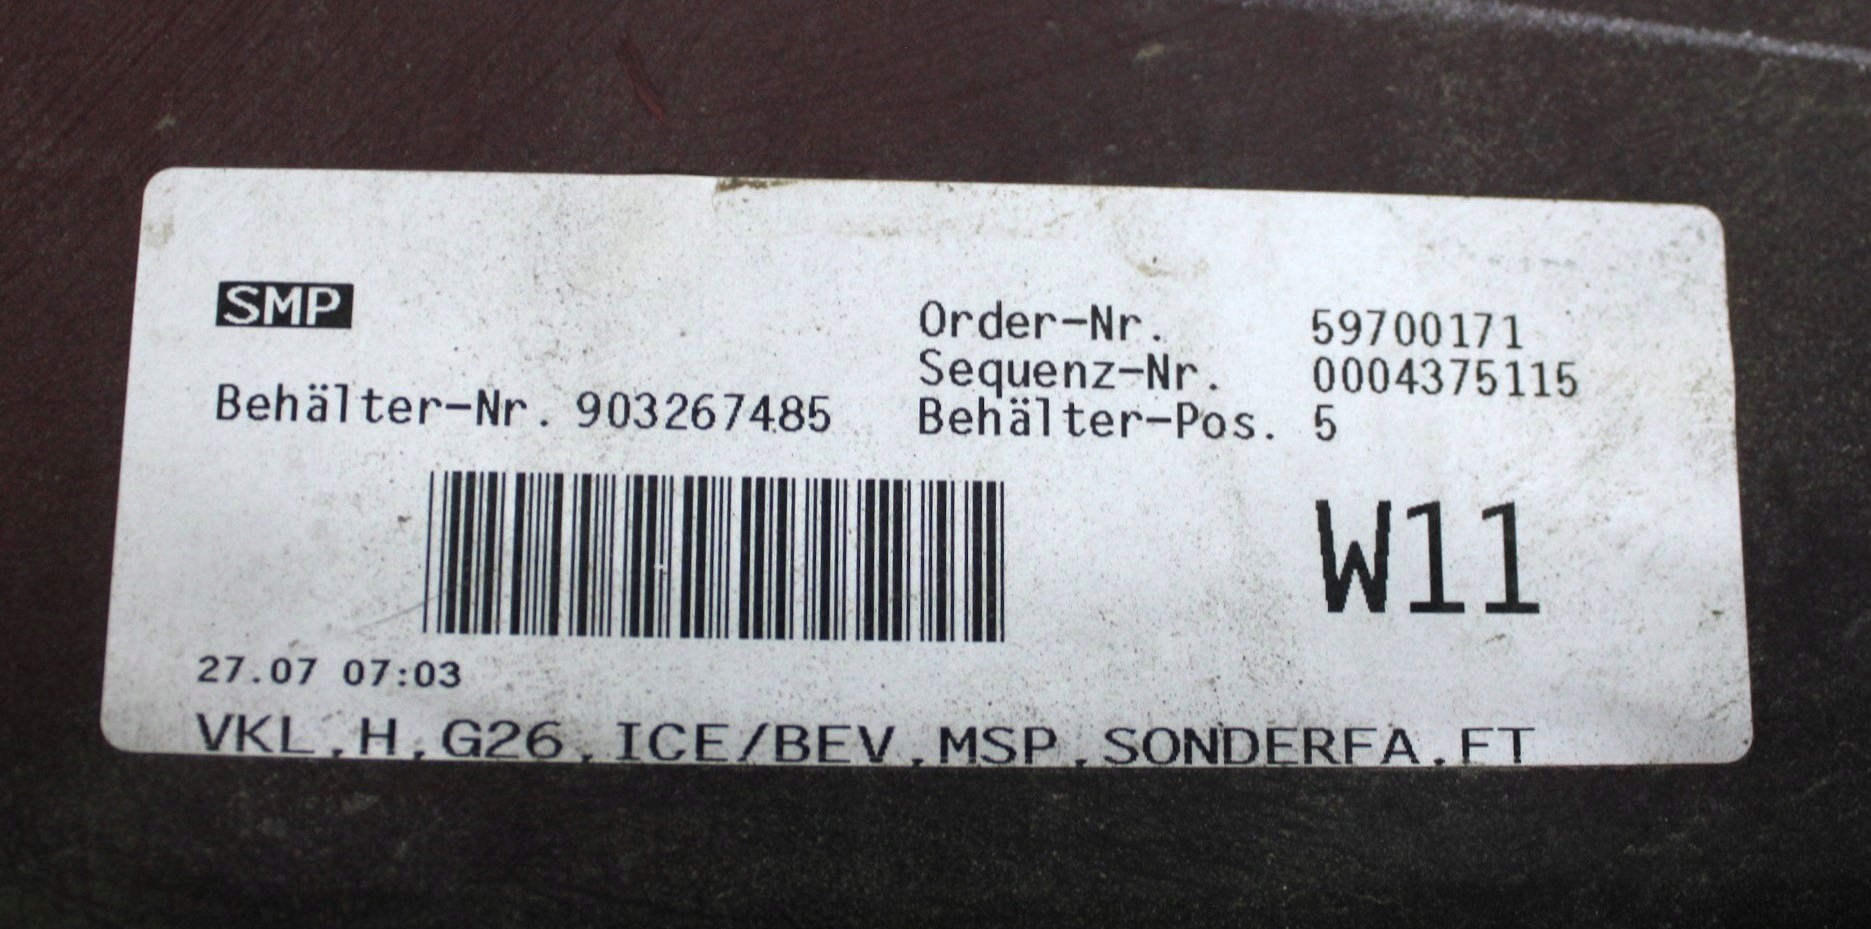 SMP
Order-Nr. 59700171
Sequenz-Nr. 0004375115
Behälter-Nr. 903267485 Behälter-Pos. 5
W11
27.07 07:03
VKL,H,G26,ICE/BEV,MSP,SONDERFA,ET